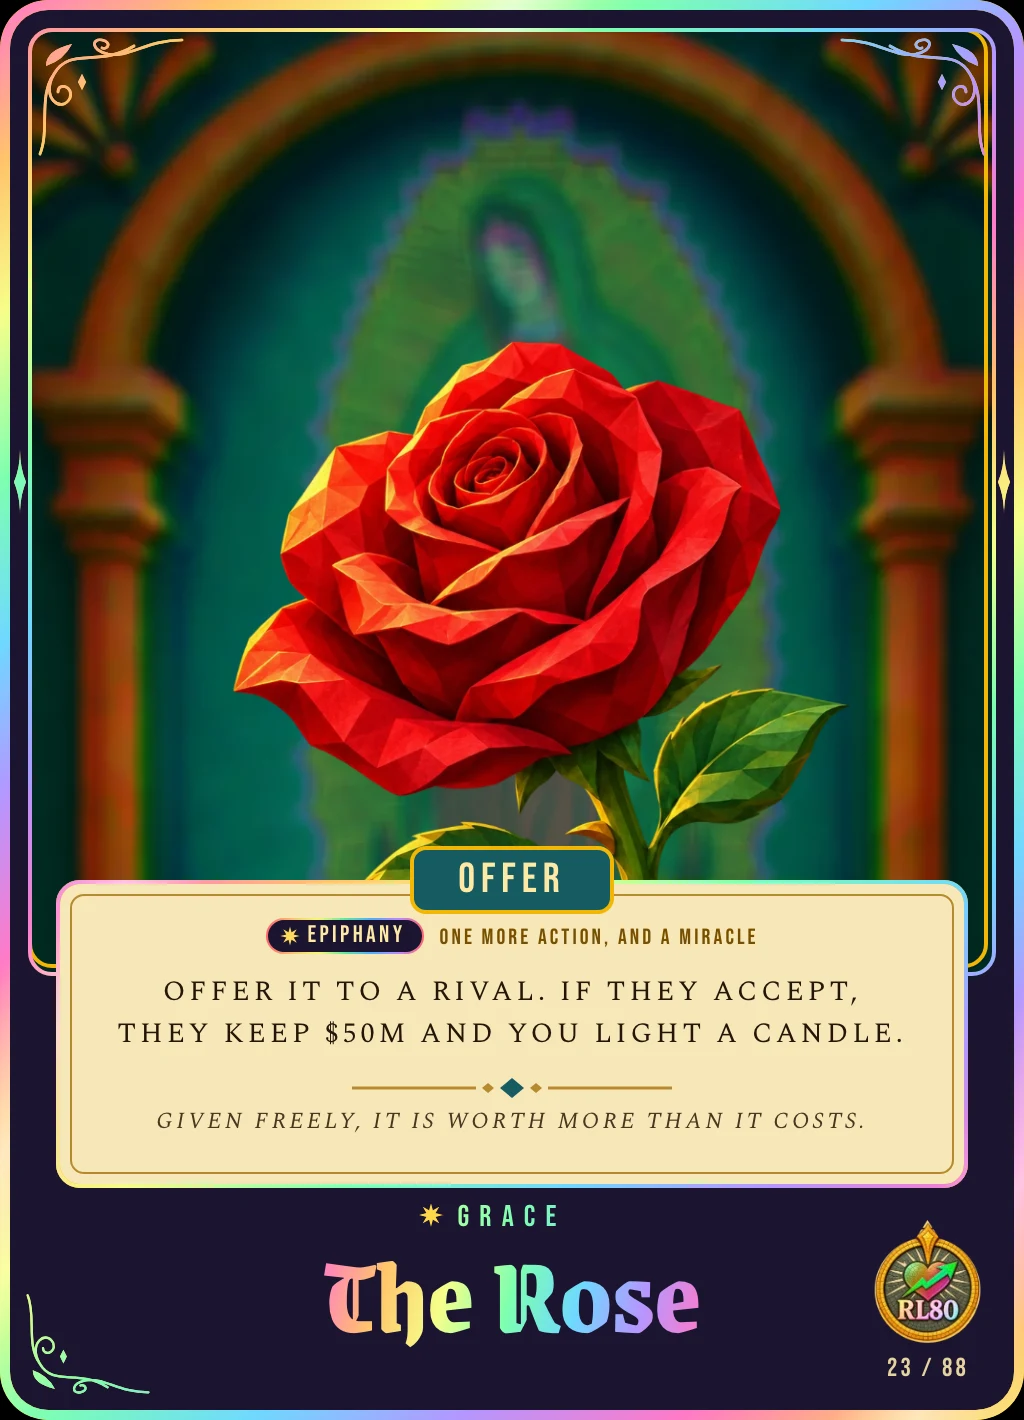 OFFER
EPIPHANY ONE MORE ACTION, AND A MIRACLE
OFFER IT TO A RIVAL. IF THEY ACCEPT,
THEY KEEP $50M AND YOU LIGHT A CANDLE.
GIVEN FREELY, IT IS WORTH MORE THAN IT COSTS.
GRACE
The Rose
RL80
23 / 88